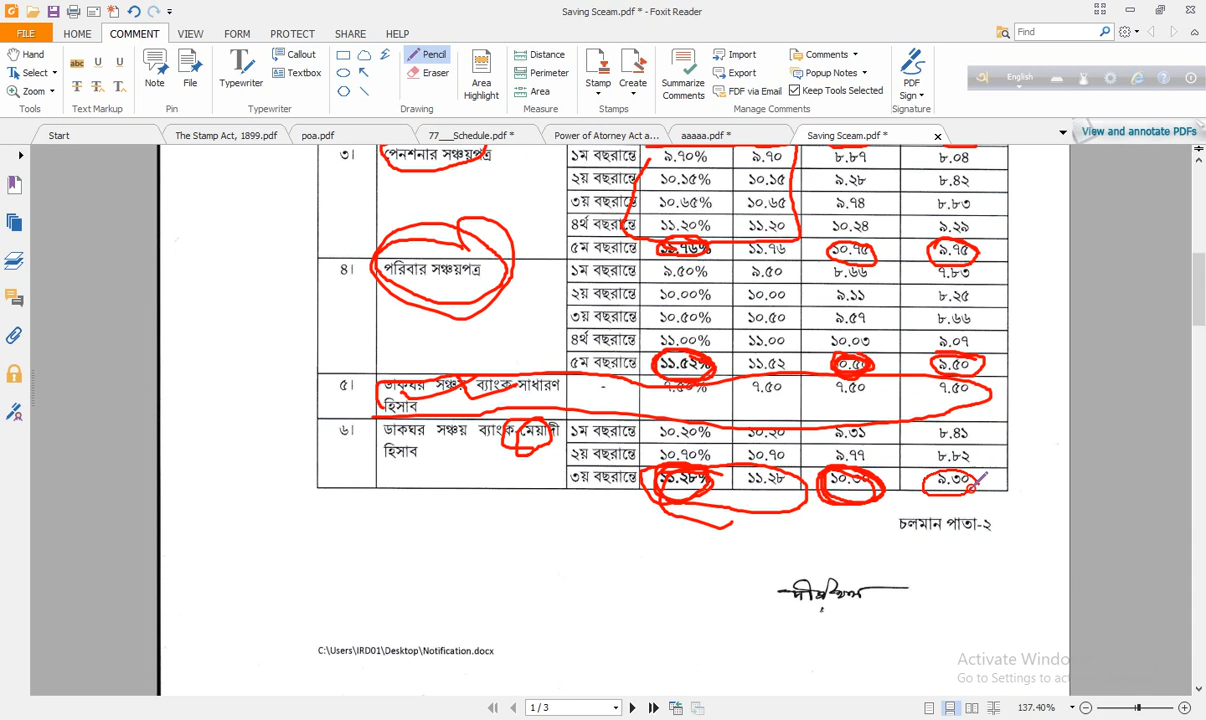 Saving Sceam.pdf * - Foxit Reader
FILE HOME COMMENT VIEW FORM PROTECT SHARE HELP
Find
Hand
Select
Zoom
Tools
Text Markup
Note File
Pin
Typewriter
Callout
Textbox
Typewriter
Pencil
Eraser
Drawing
Area Highlight
Distance
Perimeter
Area
Measure
Stamp Create
Stamp
Summarize Comments
Import
Export
FDF via Email
Comments
Popup Notes
Keep Tools Selected
Manage Comments
PDF Sign
Signature
English
Start The Stamp Act, 1899.pdf poa.pdf 77___Schedule.pdf * Power of Atorney Act a... aaaaa.pdf * Saving Sceam.pdf *
View and annotate PDFs
৩। পেনশনার সঞ্চয়পত্র ১ম বছরান্তে ৯.৭০% ৯.৭০ ৮.৮৭ ৮.০৪
২য় বছরান্তে ১০.১৫% ১০.১৫ ৯.২৮ ৮.৪২
৩য় বছরান্তে ১০.৬৫% ১০.৬৫ ৯.৭৪ ৮.৮৩
৪র্থ বছরান্তে ১১.২০% ১১.২০ ১০.২৪ ৯.২৯
৫ম বছরান্তে ১১.৭৬% ১১.৭৬ ১০.৭৫ ৯.৭৫
৪। পরিবার সঞ্চয়পত্র ১ম বছরান্তে ৯.৫০% ৯.৫০ ৮.৬৬ ৭.৮৩
২য় বছরান্তে ১০.০০% ১০.০০ ৯.১১ ৮.২৫
৩য় বছরান্তে ১০.৫০% ১০.৫০ ৯.৫৭ ৮.৬৬
৪র্থ বছরান্তে ১১.০০% ১১.০০ ১০.০৩ ৯.০৭
৫ম বছরান্তে ১১.৫২% ১১.৫২ ১০.৫০ ৯.৫০
৫। ডাকঘর সঞ্চয় ব্যাংক-সাধারণ - ৭.৫০% ৭.৫০ ৭.৫০ ৭.৫০
হিসাব
৬। ডাকঘর সঞ্চয় ব্যাংক-মেয়াদী ১ম বছরান্তে ১০.২০% ১০.২০ ৯.৩১ ৮.৪১
হিসাব ২য় বছরান্তে ১০.৭০% ১০.৭০ ৯.৭৭ ৮.৮২
৩য় বছরান্তে ১১.২৮% ১১.২৮ ৯.৩০
চলমান পাতা-২
C:\Users\IRD01\Desktop\Notification.docx
Go to Settings to
1 / 3
137.40%